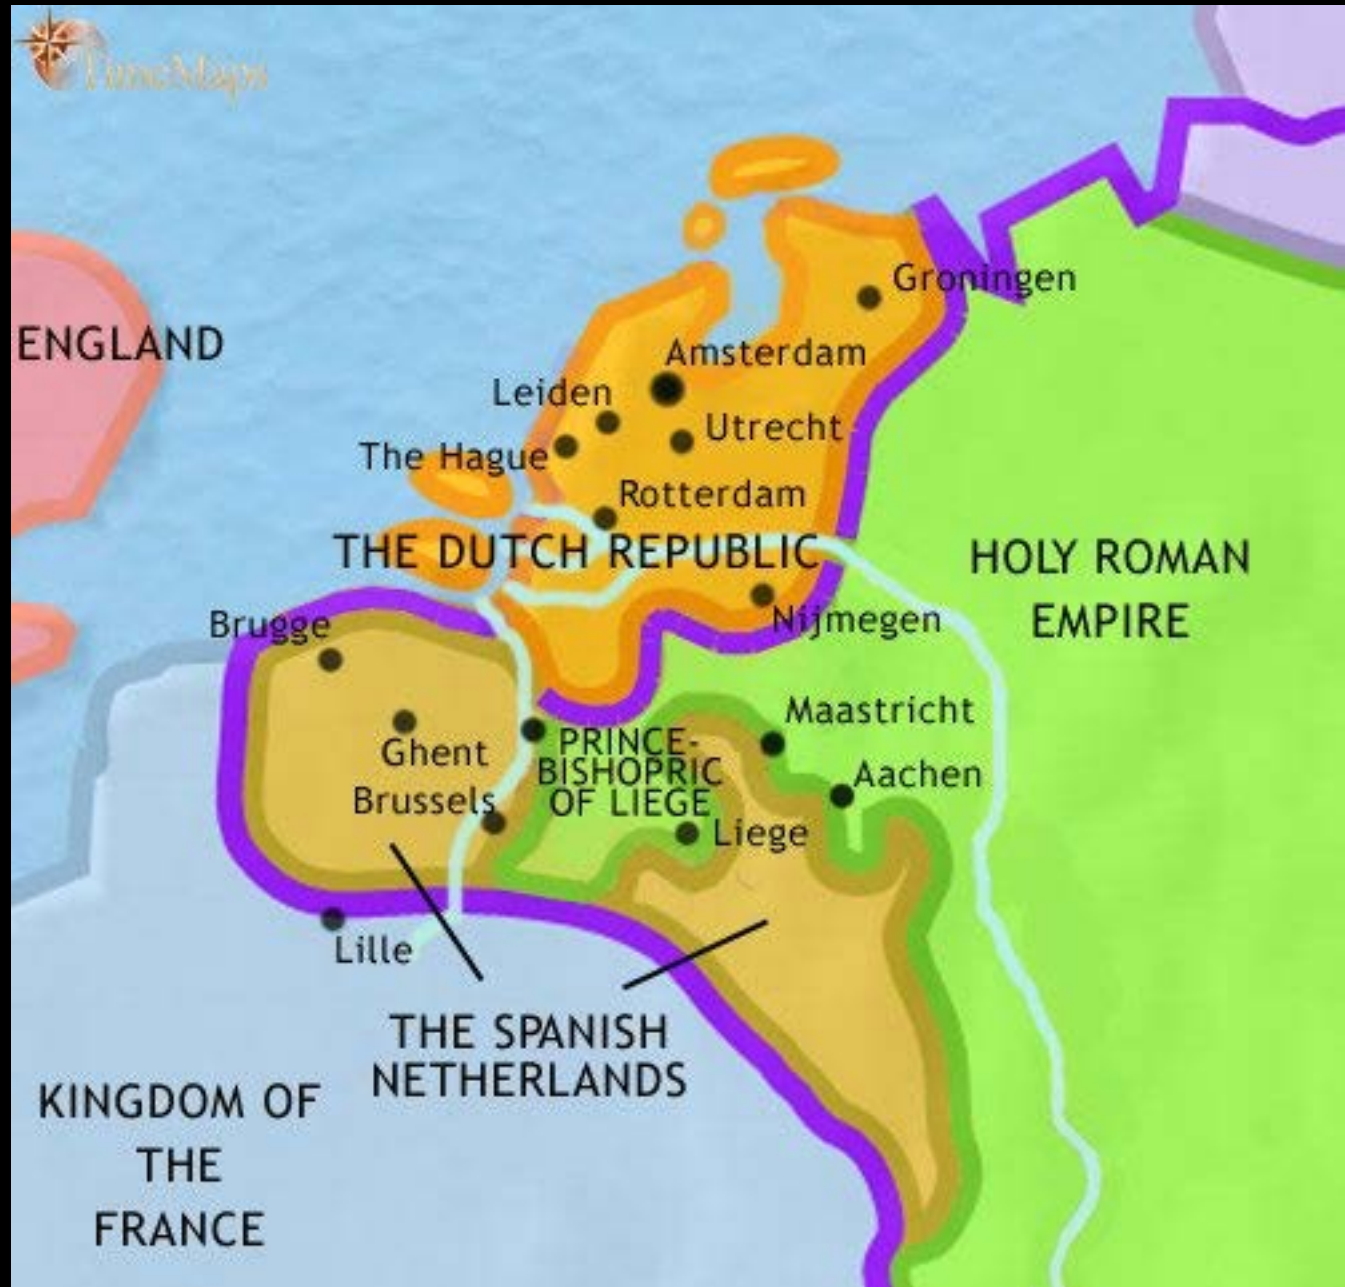 TimeMaps
Groningen
ENGLAND
Amsterdam
Leiden
Utrecht
The Hague
Rotterdam
THE DUTCH REPUBLIC
HOLY ROMAN
EMPIRE
Nijmegen
Brugge
Maastricht
Ghent
PRINCE-
BISHOPRIC
OF LIEGE
Aachen
Brussels
Liege
Lille
THE SPANISH
NETHERLANDS
KINGDOM OF
THE
FRANCE